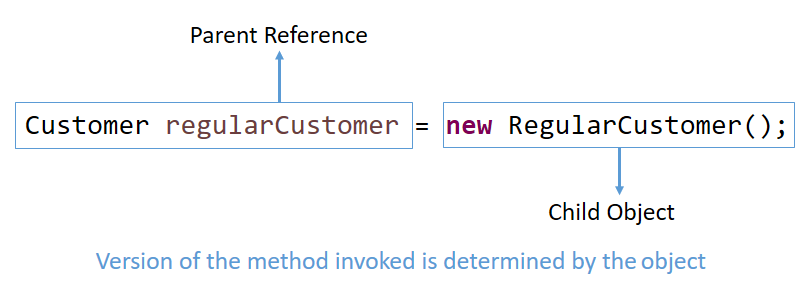 Parent Reference
Customer regularCustomer = new RegularCustomer();
Child Object
Version of the method invoked is determined by the object